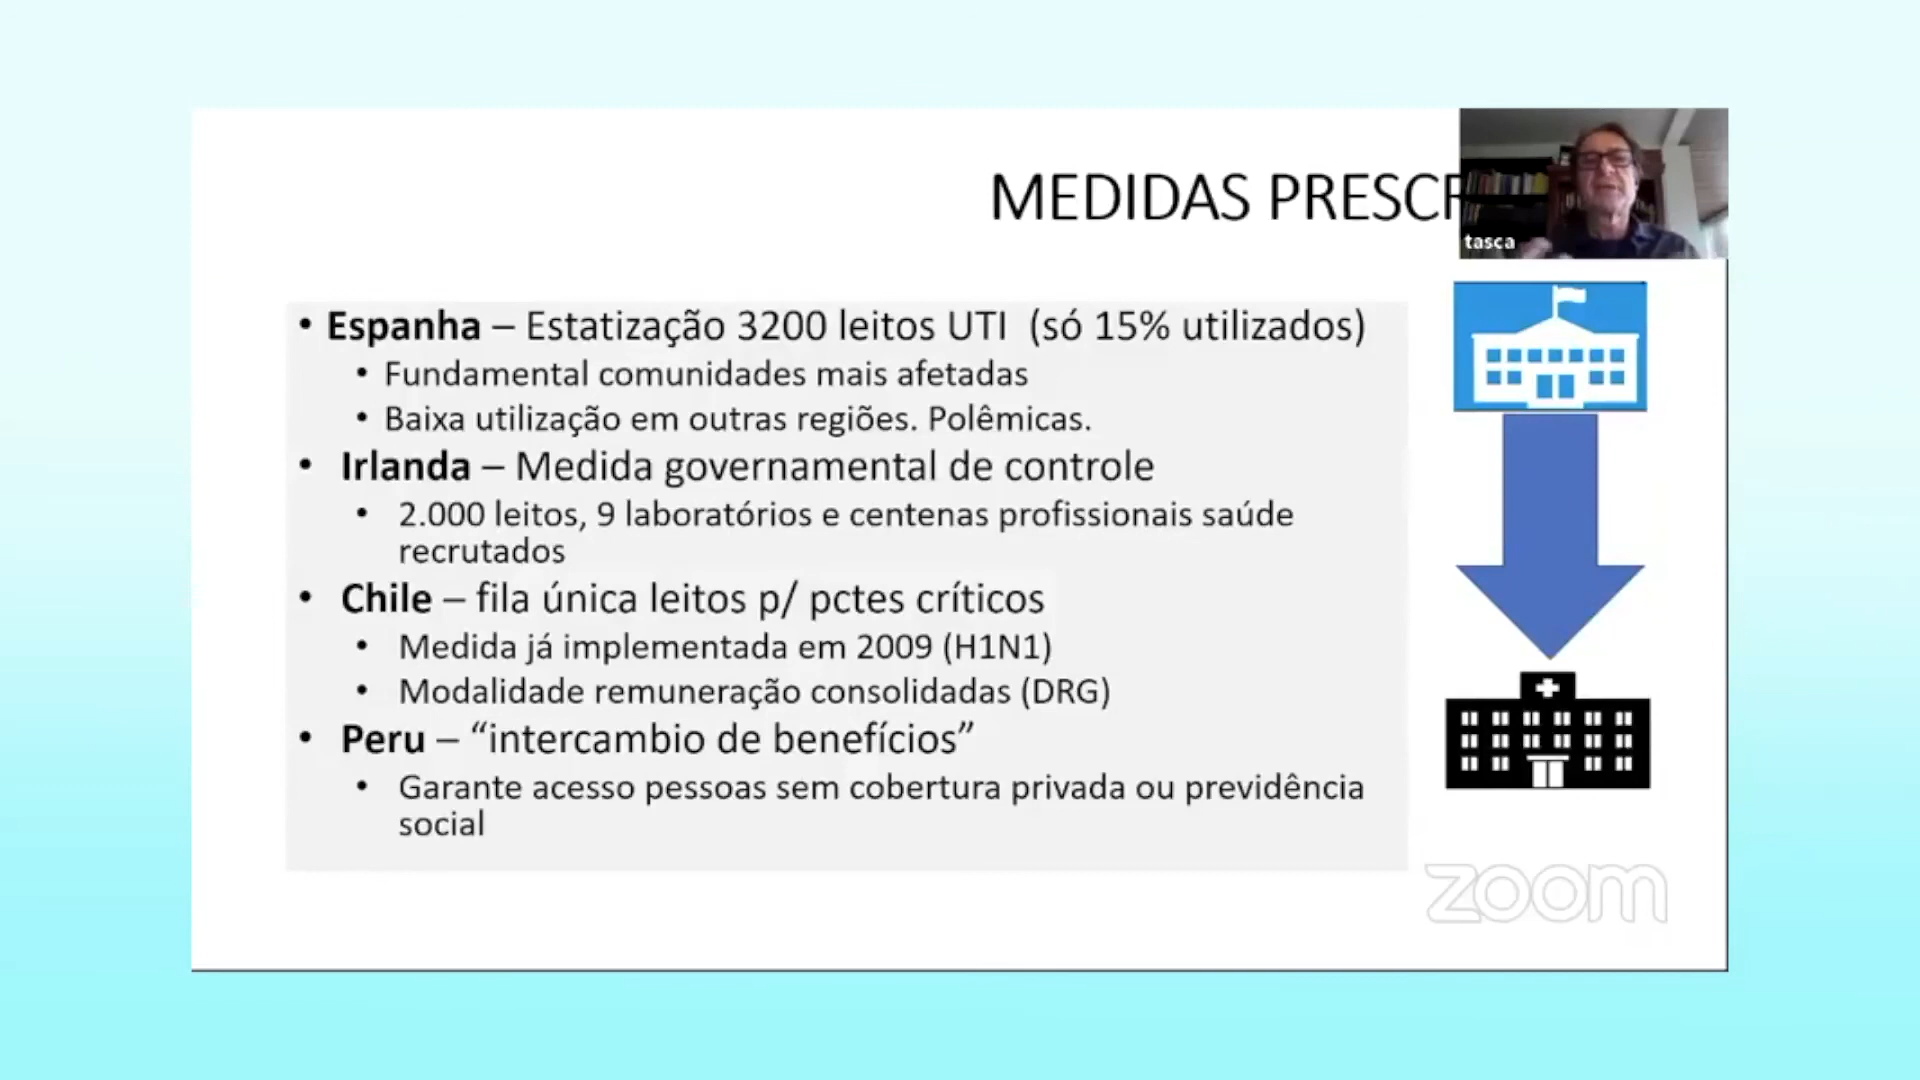 MEDIDAS PRESCR
tasca
• Espanha – Estatização 3200 leitos UTI (só 15% utilizados)
• Fundamental comunidades mais afetadas
• Baixa utilização em outras regiões. Polêmicas.
• Irlanda – Medida governamental de controle
• 2.000 leitos, 9 laboratórios e centenas profissionais saúde
recrutados
• Chile – fila única leitos p/ pctes críticos
• Medida já implementada em 2009 (H1N1)
• Modalidade remuneração consolidadas (DRG)
• Peru – “intercambio de benefícios”
• Garante acesso pessoas sem cobertura privada ou previdência
social
zoom